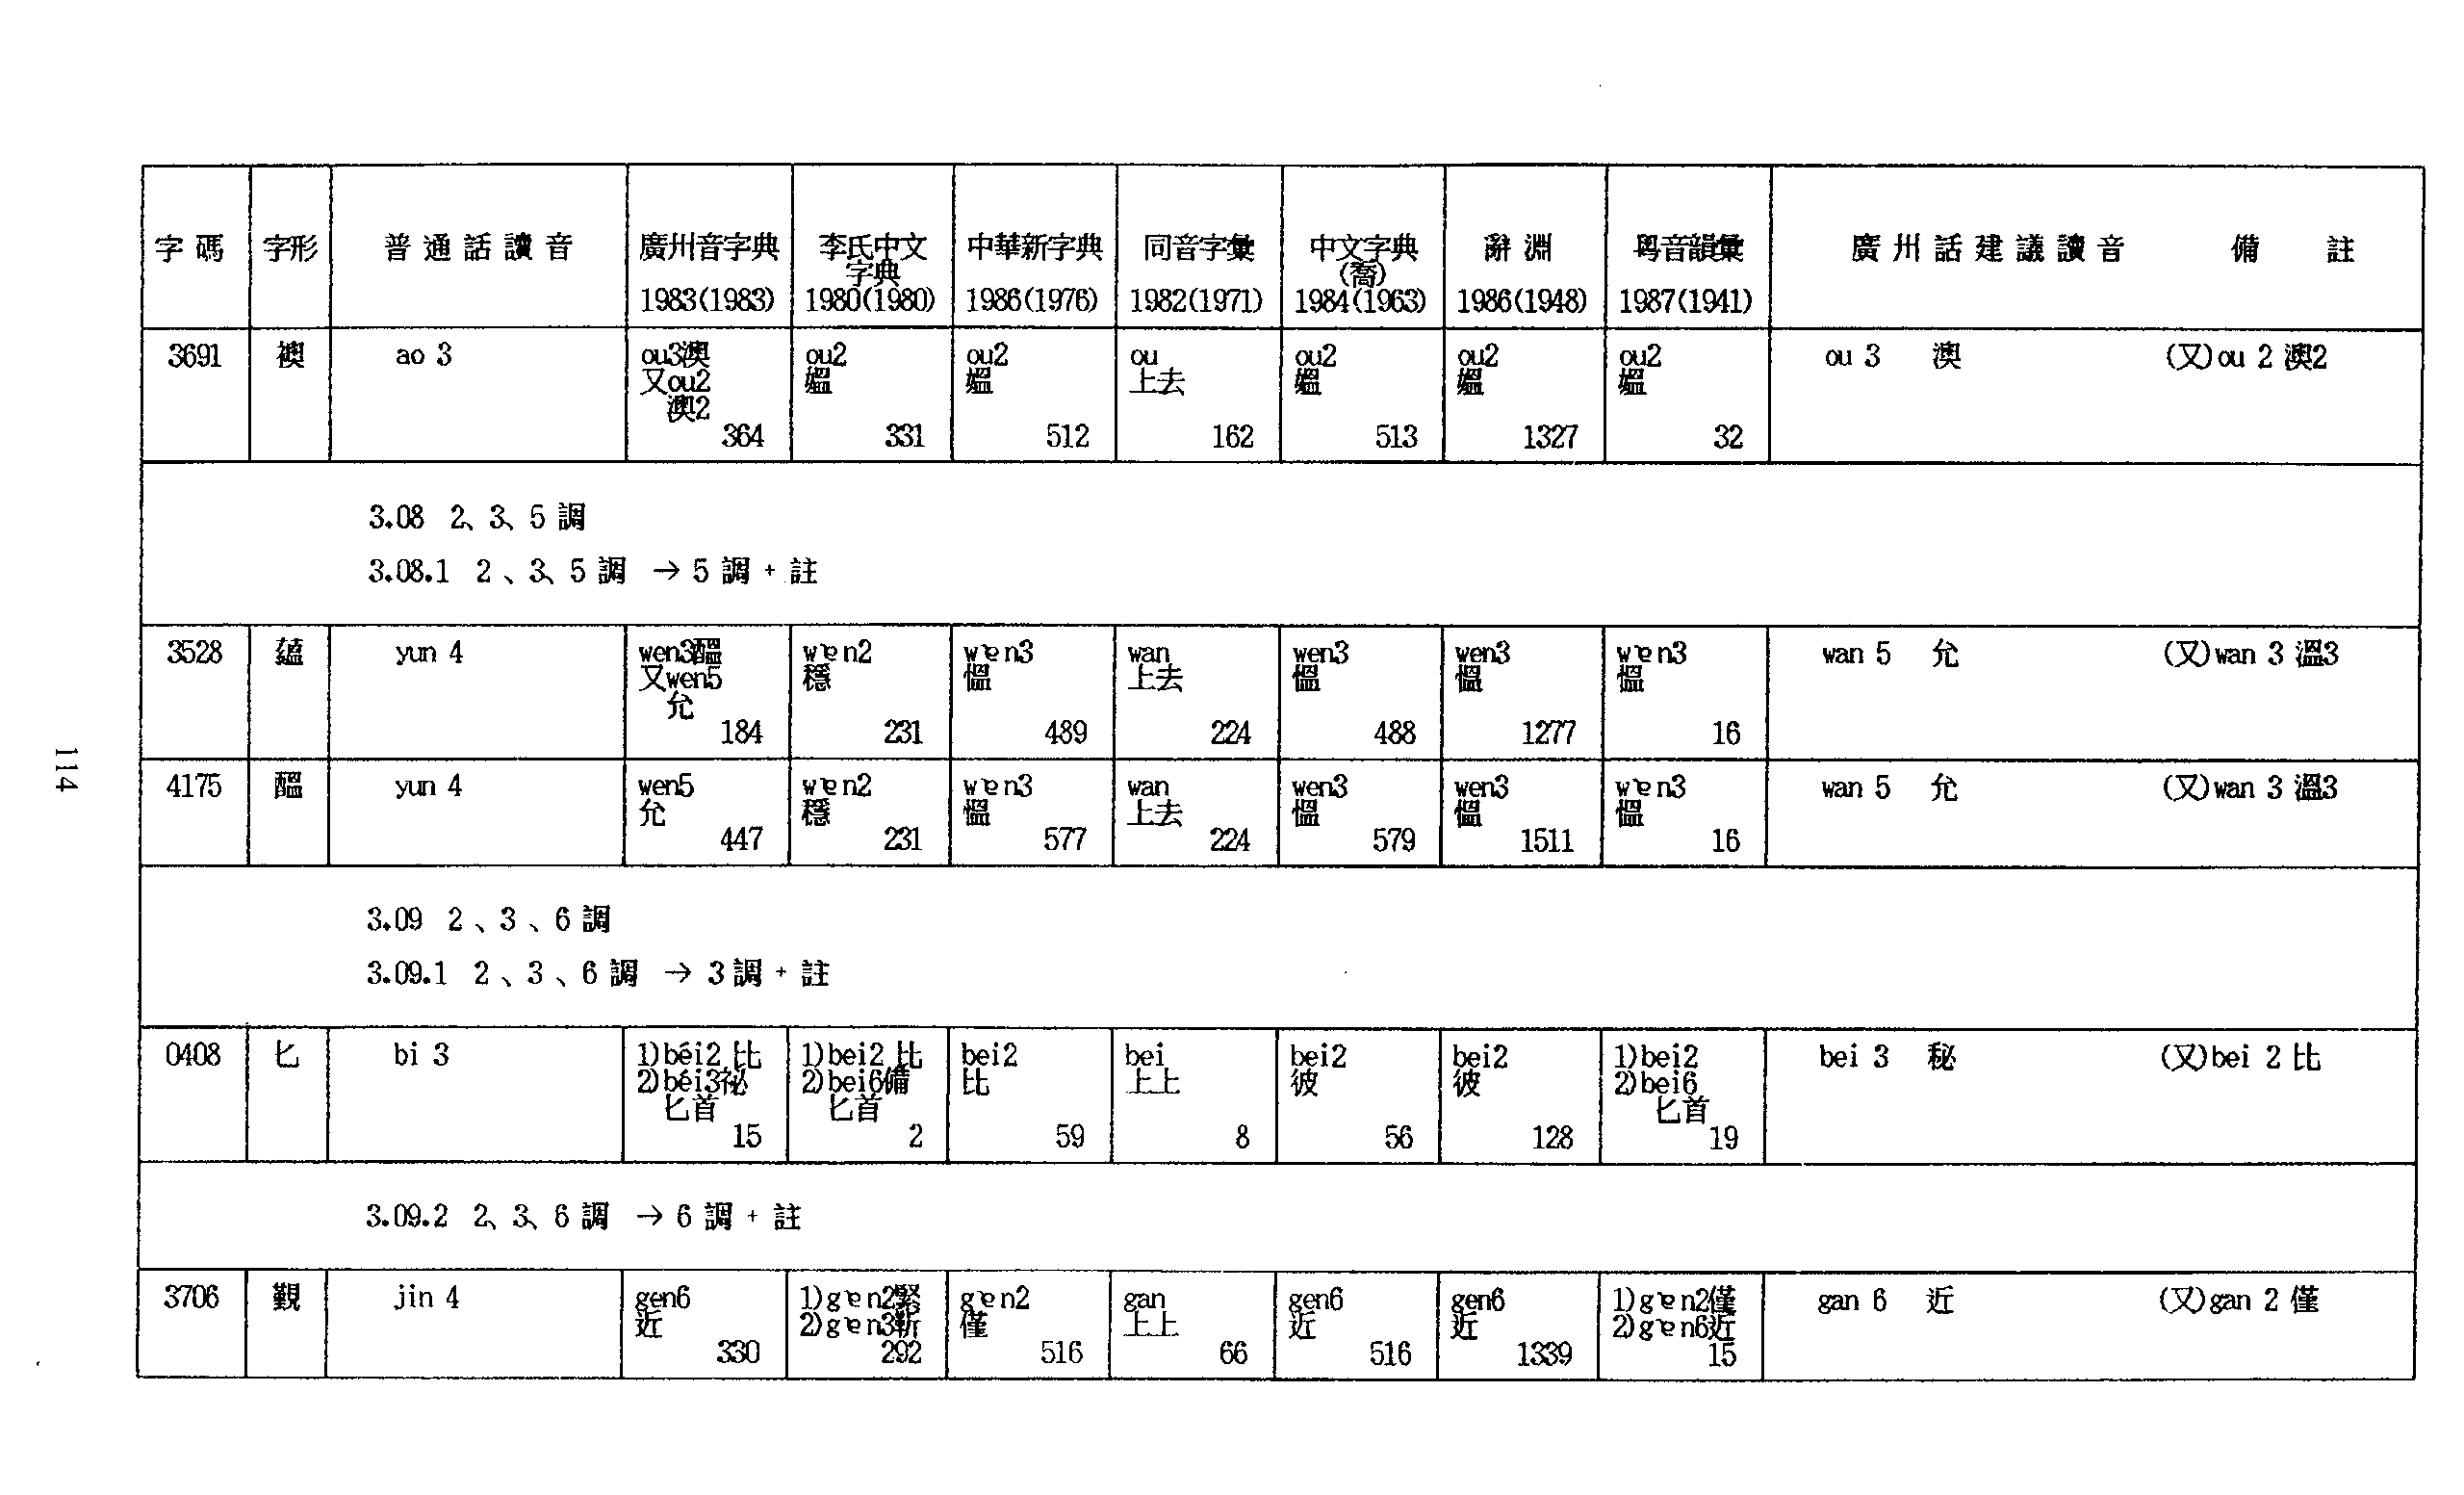 字碼 字形 普通話讀音 廣州音字典 李氏中文 中華新字典 同音字彙 中文字典 辭淵 粵音韻彙 廣州話建議讀音 備註
字典 (喬)
1983(1983) 1980(1980) 1986(1976) 1982(1971) 1984(1963) 1986(1948) 1987(1941)
3691 襖 ao 3 ou3澳 ou2 ou2 ou ou2 ou2 ou2 ou 3 澳 (又)ou 2 澳2
又ou2 媼 媼 上去 媼 媼 媼
澳2
364 331 512 162 513 1327 32
3.08 2、3、5 調
3.08.1 2、3、5 調 → 5 調 + 註
3528 蘊 yun 4 wen3醞 wɐn2 wɐn3 wan wen3 wen3 wɐn3 wan 5 允 (又)wan 3 溫3
又wen5 穩 慍 上去 慍 慍 慍
允
184 231 489 224 488 1277 16
4175 醞 yun 4 wen5 wɐn2 wɐn3 wan wen3 wen3 wɐn3 wan 5 允 (又)wan 3 溫3
允 穩 慍 上去 慍 慍 慍
447 231 577 224 579 1511 16
3.09 2、3、6 調
3.09.1 2、3、6 調 → 3 調 + 註
0408 匕 bi 3 1)béi2 比 1)bei2 比 bei2 bei bei2 bei2 1)bei2 bei 3 秘 (又)bei 2 比
2)béi3祕 2)bei6備 比 上上 彼 彼 2)bei6
匕首 匕首 匕首
15 2 59 8 56 128 19
3.09.2 2、3、6 調 → 6 調 + 註
3706 覲 jin 4 gen6 1)gɐn2緊 gɐn2 gan gen6 gen6 1)gɐn2僅 gan 6 近 (又)gan 2 僅
近 2)gɐn3靳 僅 上上 近 近 2)gɐn6近
330 292 516 66 516 1339 15
114